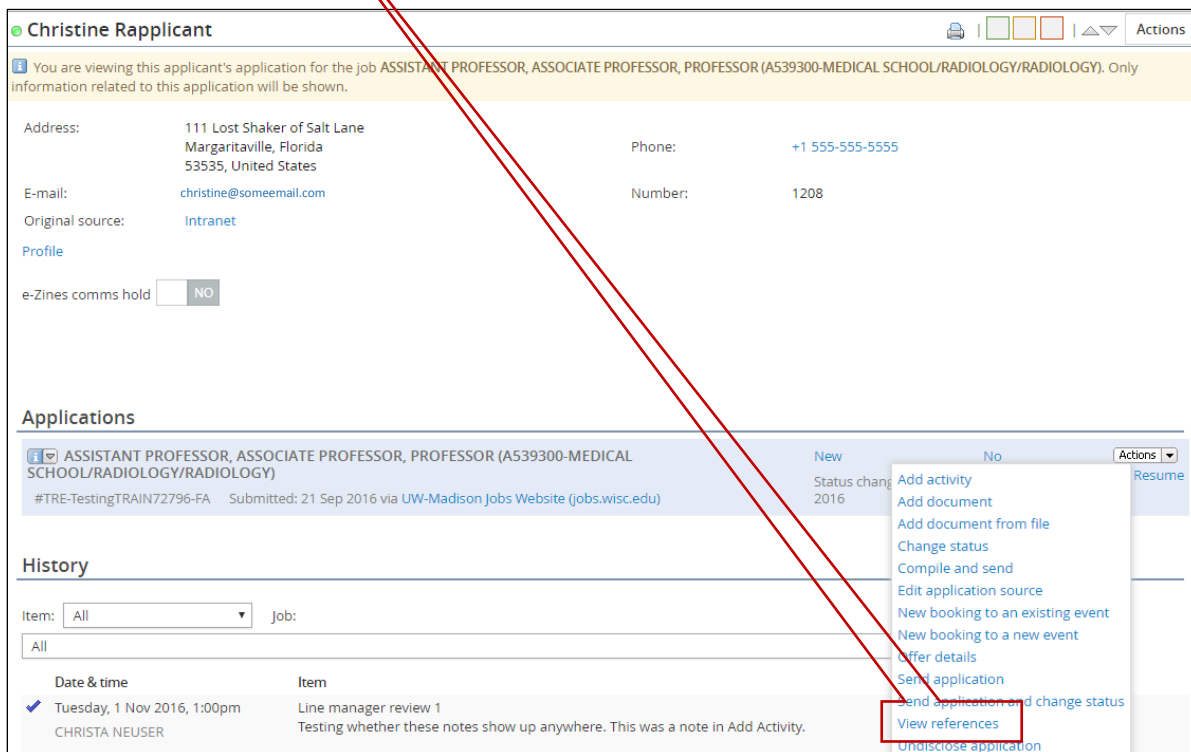 Christine Rapplicant
Actions
You are viewing this applicant's application for the job ASSISTANT PROFESSOR, ASSOCIATE PROFESSOR, PROFESSOR (A539300-MEDICAL SCHOOL/RADIOLOGY/RADIOLOGY). Only
information related to this application will be shown.
Address: 111 Lost Shaker of Salt Lane
Margaritaville, Florida
53535, United States
Phone: +1 555-555-5555
E-mail: christine@someemail.com
Number: 1208
Original source: Intranet
Profile
e-Zines comms hold NO
Applications
ASSISTANT PROFESSOR, ASSOCIATE PROFESSOR, PROFESSOR (A539300-MEDICAL
SCHOOL/RADIOLOGY/RADIOLOGY)
#TRE-TestingTRAIN72796-FA Submitted: 21 Sep 2016 via UW-Madison Jobs Website (jobs.wisc.edu)
New
Status chang
2016
No
Actions
Resume
Add activity
Add document
Add document from file
Change status
Compile and send
Edit application source
New booking to an existing event
New booking to a new event
Offer details
Send application
Send application and change status
View references
Undisclose application
History
Item: All Job:
All
Date & time Item
Tuesday, 1 Nov 2016, 1:00pm Line manager review 1
CHRISTA NEUSER Testing whether these notes show up anywhere. This was a note in Add Activity.